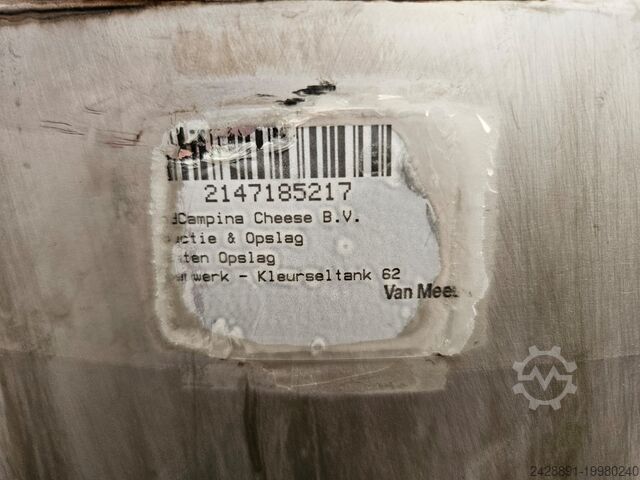 2147185217
dCampina Cheese B.V.
uctie & Opslag
ten Opslag
werk - Kleurseltank 62
Van Mee
2428891-19980240